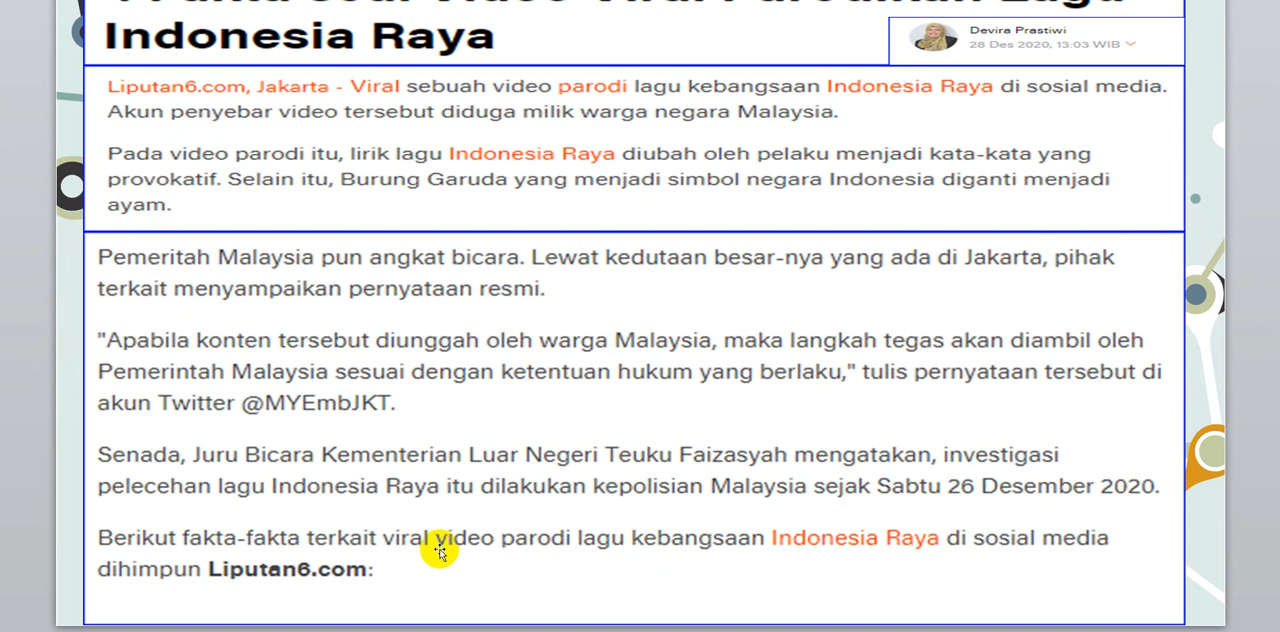 Indonesia Raya
Devira Prastiwi
28 Des 2020, 13:03 WIB
Liputan6.com, Jakarta - Viral sebuah video parodi lagu kebangsaan Indonesia Raya di sosial media.
Akun penyebar video tersebut diduga milik warga negara Malaysia.
Pada video parodi itu, lirik lagu Indonesia Raya diubah oleh pelaku menjadi kata-kata yang
provokatif. Selain itu, Burung Garuda yang menjadi simbol negara Indonesia diganti menjadi
ayam.
Pemeritah Malaysia pun angkat bicara. Lewat kedutaan besar-nya yang ada di Jakarta, pihak
terkait menyampaikan pernyataan resmi.
"Apabila konten tersebut diunggah oleh warga Malaysia, maka langkah tegas akan diambil oleh
Pemerintah Malaysia sesuai dengan ketentuan hukum yang berlaku," tulis pernyataan tersebut di
akun Twitter @MYEmbJKT.
Senada, Juru Bicara Kementerian Luar Negeri Teuku Faizasyah mengatakan, investigasi
pelecehan lagu Indonesia Raya itu dilakukan kepolisian Malaysia sejak Sabtu 26 Desember 2020.
Berikut fakta-fakta terkait viral video parodi lagu kebangsaan Indonesia Raya di sosial media
dihimpun Liputan6.com: